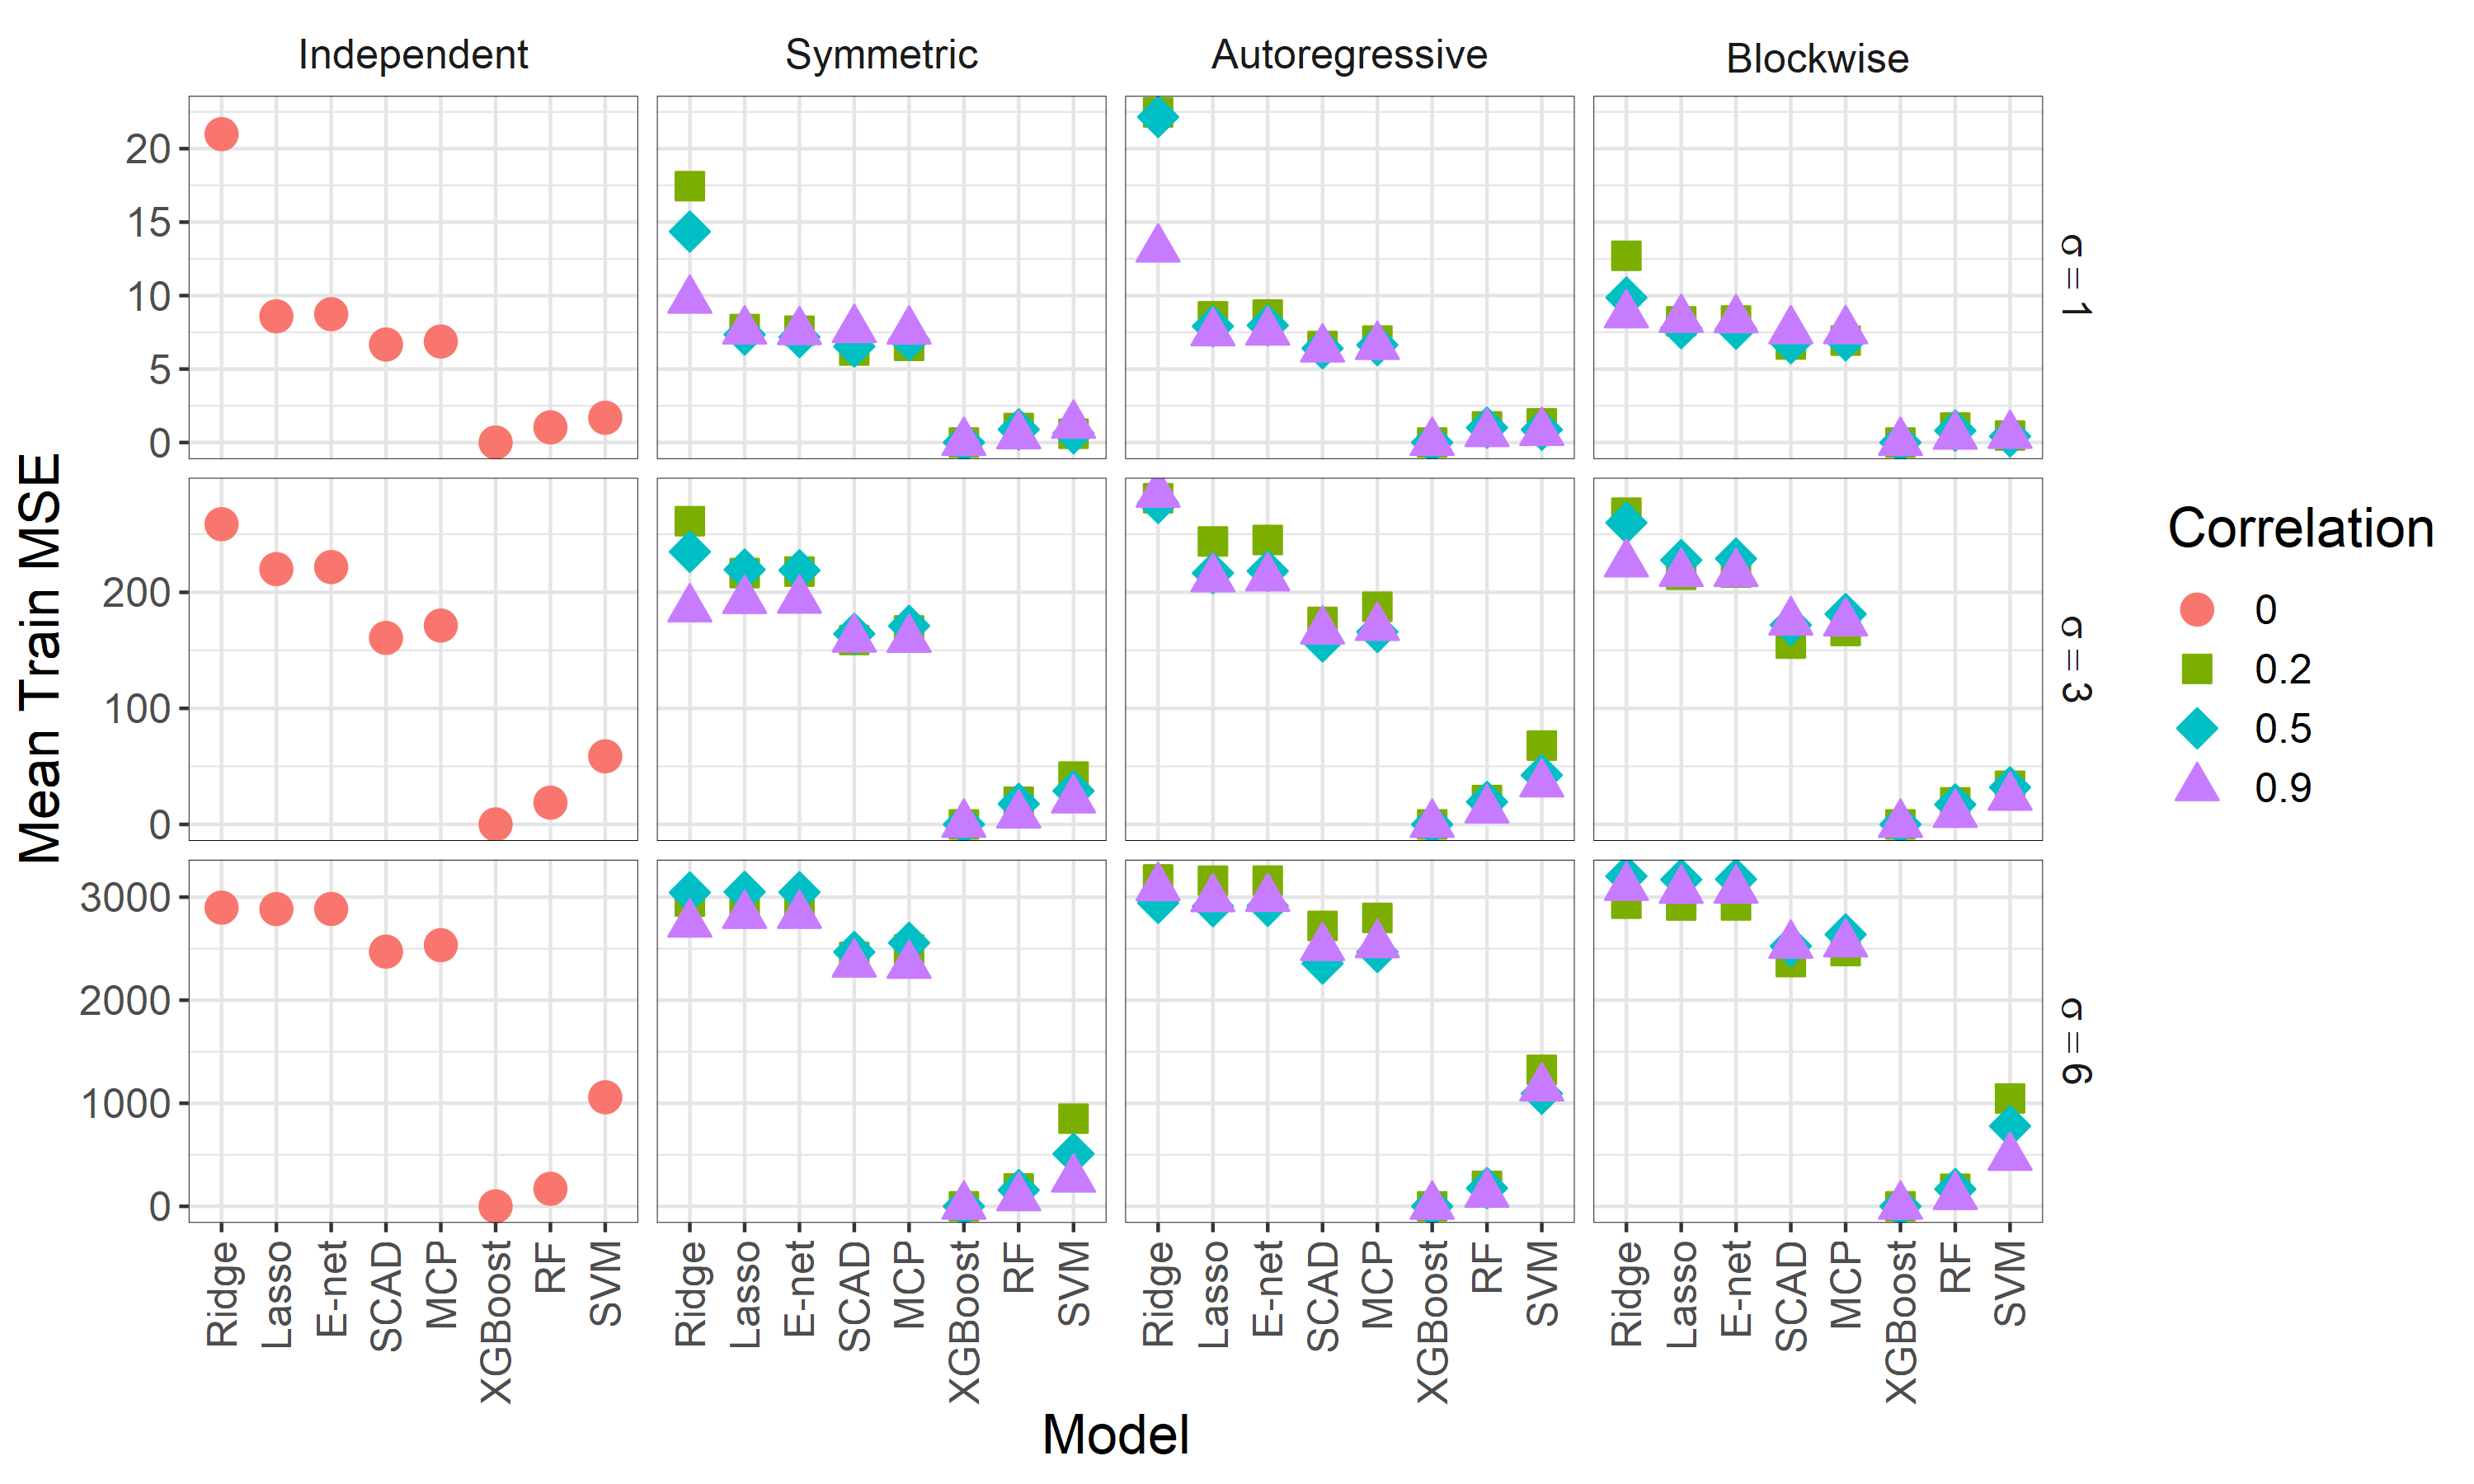 Independent
Symmetric
Autoregressive
Blockwise
Mean Train MSE
20
15
10
5
0
σ = 1
200
100
0
σ = 3
3000
2000
1000
0
σ = 6
Ridge
Lasso
E-net
SCAD
MCP
XGBoost
RF
SVM
Ridge
Lasso
E-net
SCAD
MCP
XGBoost
RF
SVM
Ridge
Lasso
E-net
SCAD
MCP
XGBoost
RF
SVM
Ridge
Lasso
E-net
SCAD
MCP
XGBoost
RF
SVM
Model
Correlation
0
0.2
0.5
0.9